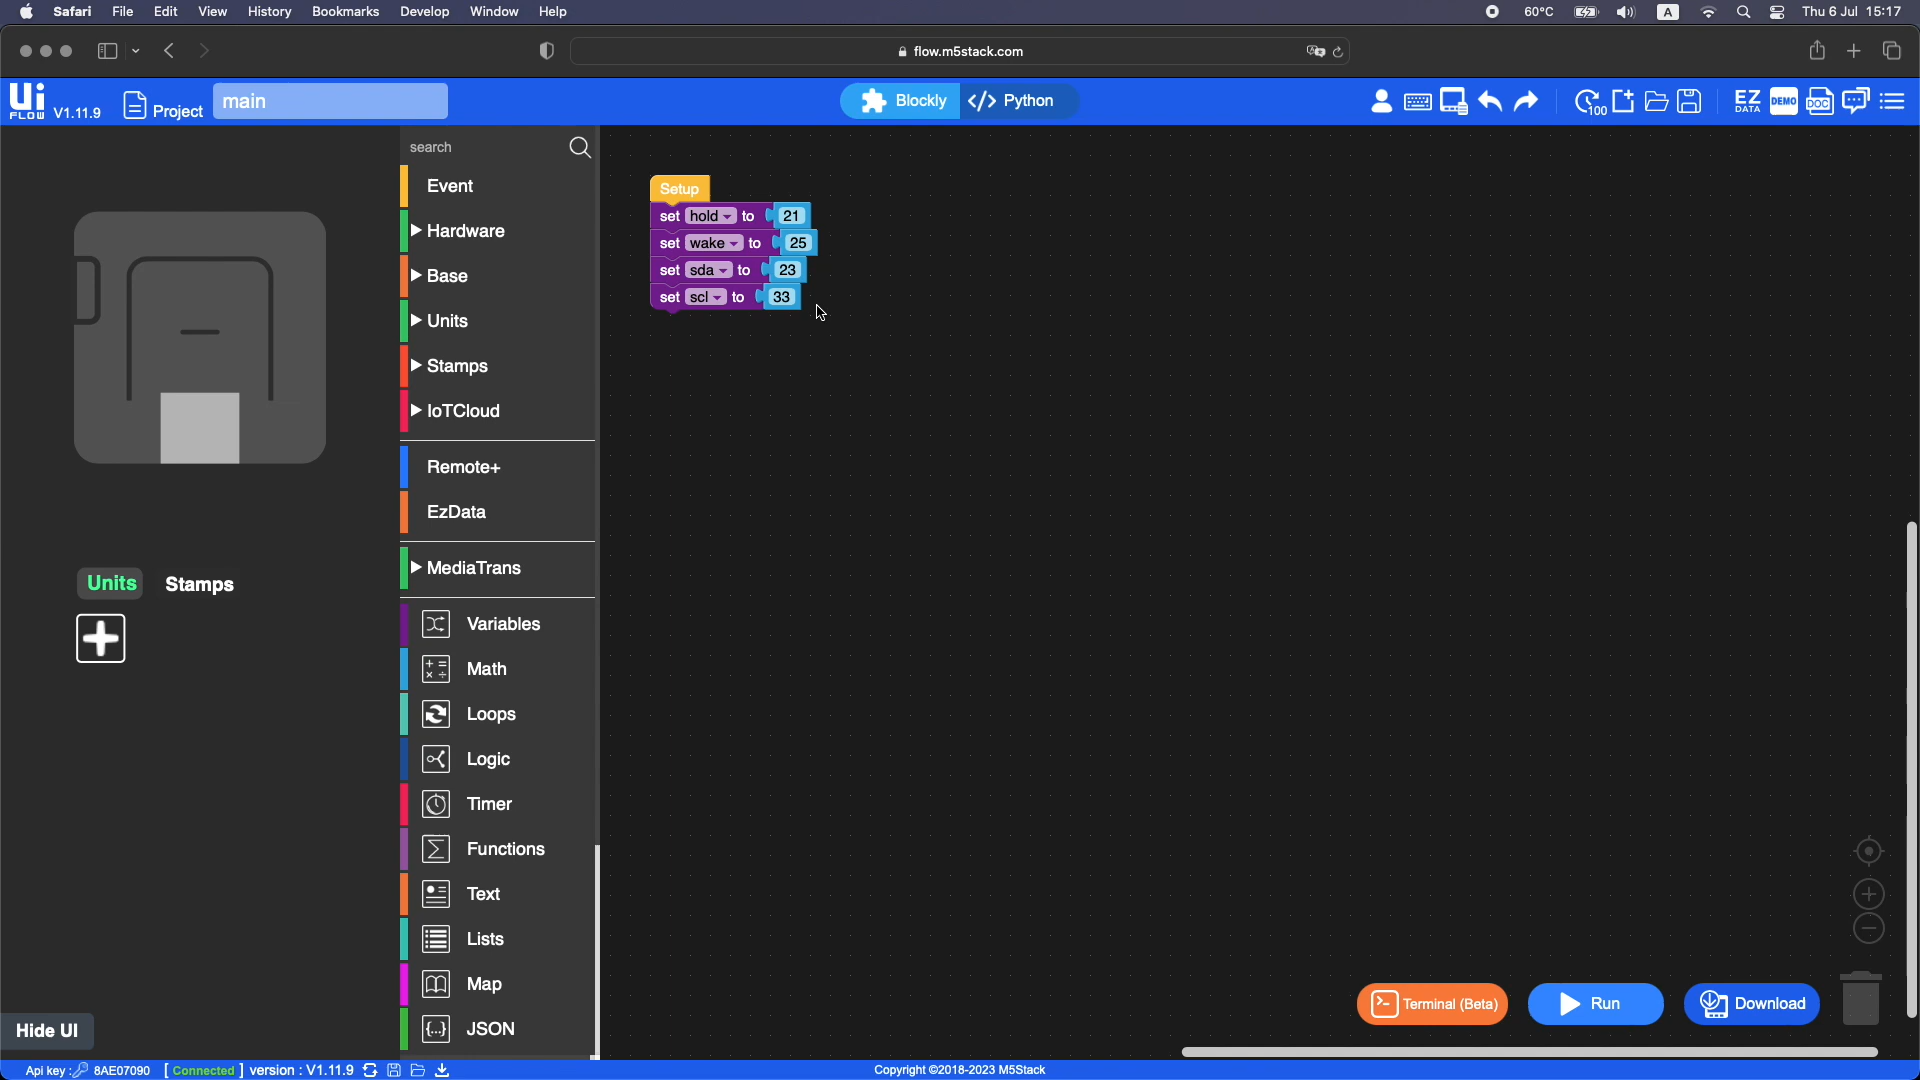 Safari File Edit View History Bookmarks Develop Window Help 60°C A Thu 6 Jul 15:17
flow.m5stack.com
Ui FLOW V1.11.9 Project main Blockly </> Python 100 EZ DATA DEMO DOC
search
Event
Hardware
Base
Units
Stamps
IoTCloud
Remote+
EzData
MediaTrans
Variables
Math
Loops
Logic
Timer
Functions
Text
Lists
Map
{...} JSON
Setup
set hold to 21
set wake to 25
set sda to 23
set scl to 33
Units Stamps
Terminal (Beta) Run Download
Hide UI
Api key : 8AE07090 [ Connected ] version : V1.11.9 Copyright ©2018-2023 M5Stack